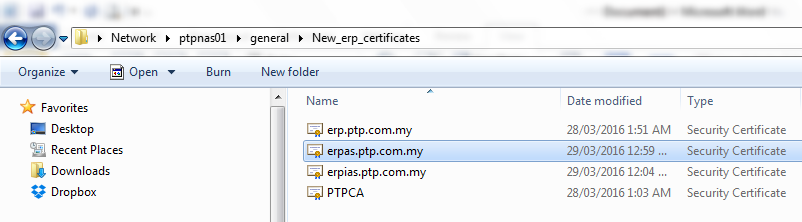 Document1 - Microsoft Word
Network ▸ ptpnas01 ▸ general ▸ New_erp_certificates
Organize ▾ Open ▾ Burn New folder
Favorites
Desktop
Recent Places
Downloads
Dropbox
Name Date modified Type
erp.ptp.com.my 28/03/2016 1:51 AM Security Certificate
erpas.ptp.com.my 29/03/2016 12:59 ... Security Certificate
erpias.ptp.com.my 29/03/2016 12:04 ... Security Certificate
PTPCA 28/03/2016 1:03 AM Security Certificate